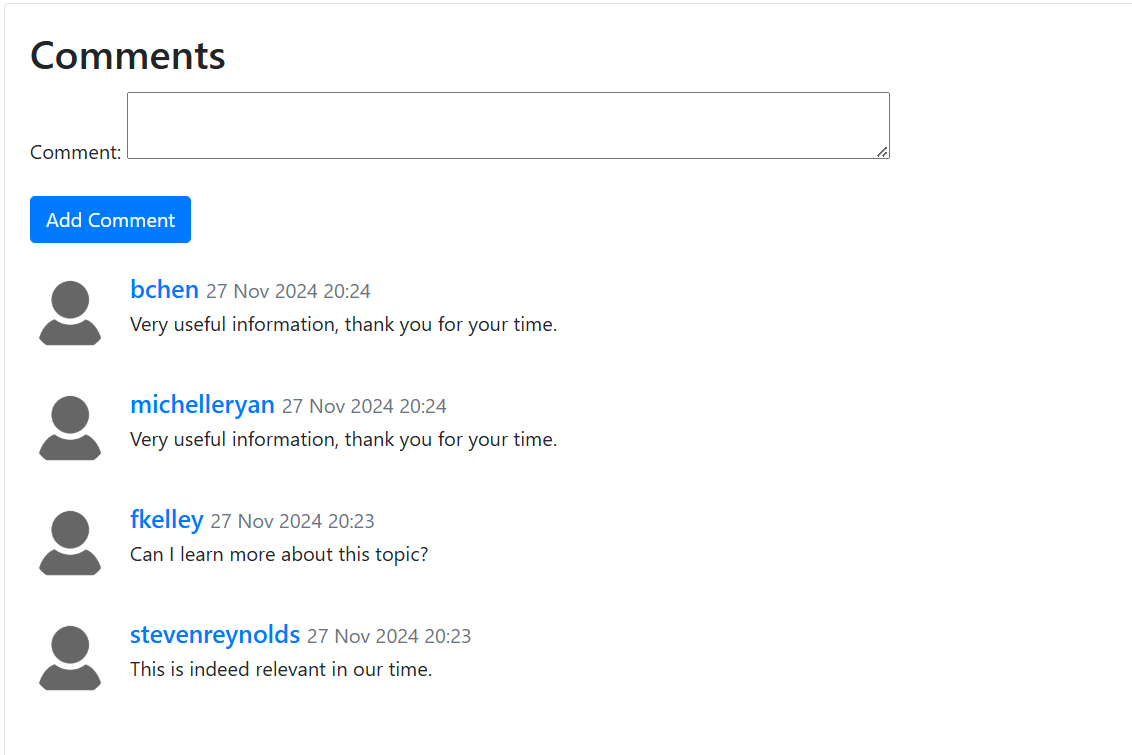 Comments
Comment:
Add Comment
bchen 27 Nov 2024 20:24
Very useful information, thank you for your time.
michelleryan 27 Nov 2024 20:24
Very useful information, thank you for your time.
fkelley 27 Nov 2024 20:23
Can I learn more about this topic?
stevenreynolds 27 Nov 2024 20:23
This is indeed relevant in our time.